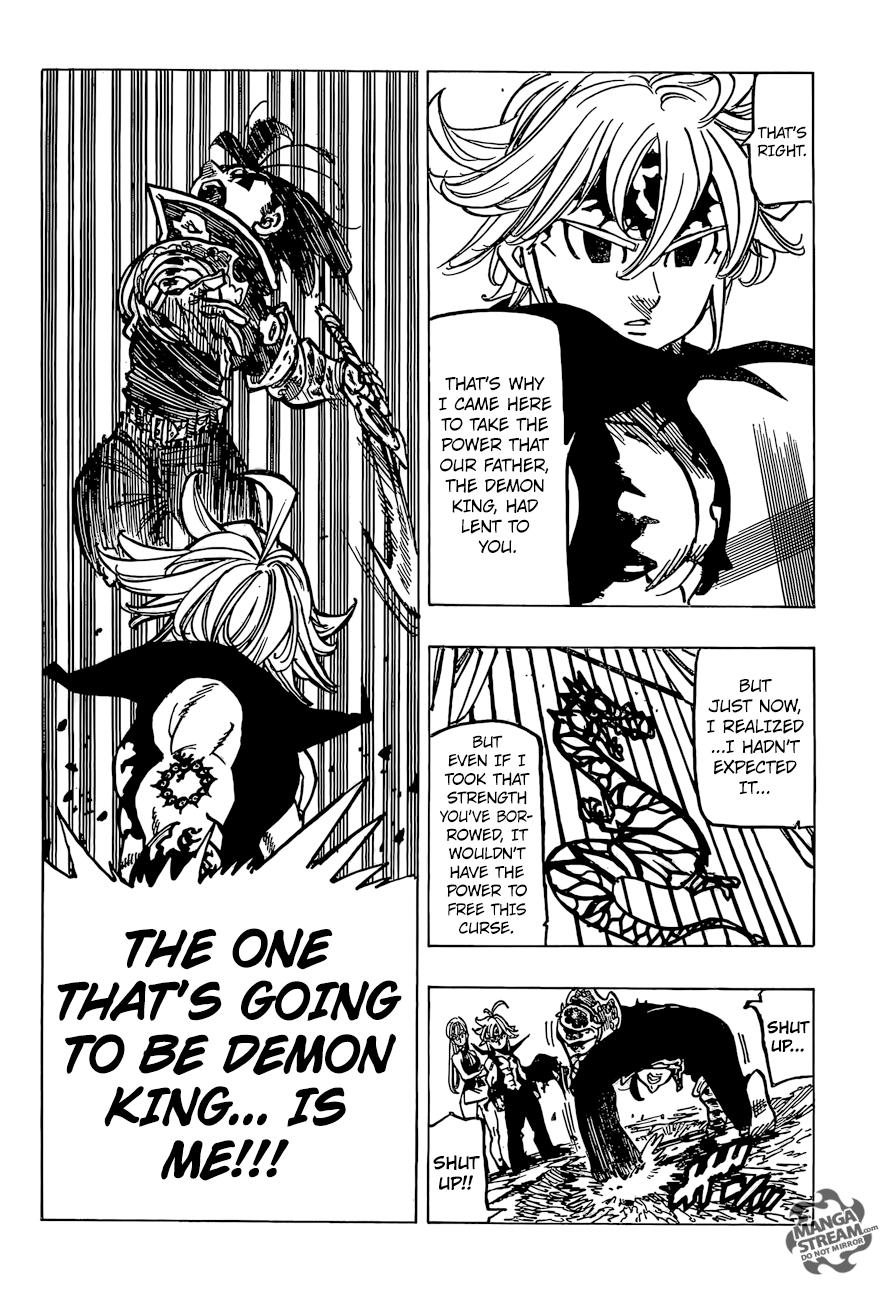 THAT'S
RIGHT.
THAT'S WHY
I CAME HERE
TO TAKE THE
POWER THAT
OUR FATHER,
THE DEMON
KING, HAD
LENT TO
YOU.
BUT
JUST NOW,
I REALIZED
...I HADN'T
EXPECTED
IT...
BUT
EVEN IF I
TOOK THAT
STRENGTH
YOU'VE BOR-
ROWED, IT
WOULDN'T
HAVE THE
POWER TO
FREE THIS
CURSE.
SHUT
UP...
SHUT
UP!!
THE ONE
THAT'S GOING
TO BE DEMON
KING... IS
ME!!!
MANGA
STREAM.com
DO NOT MIRROR